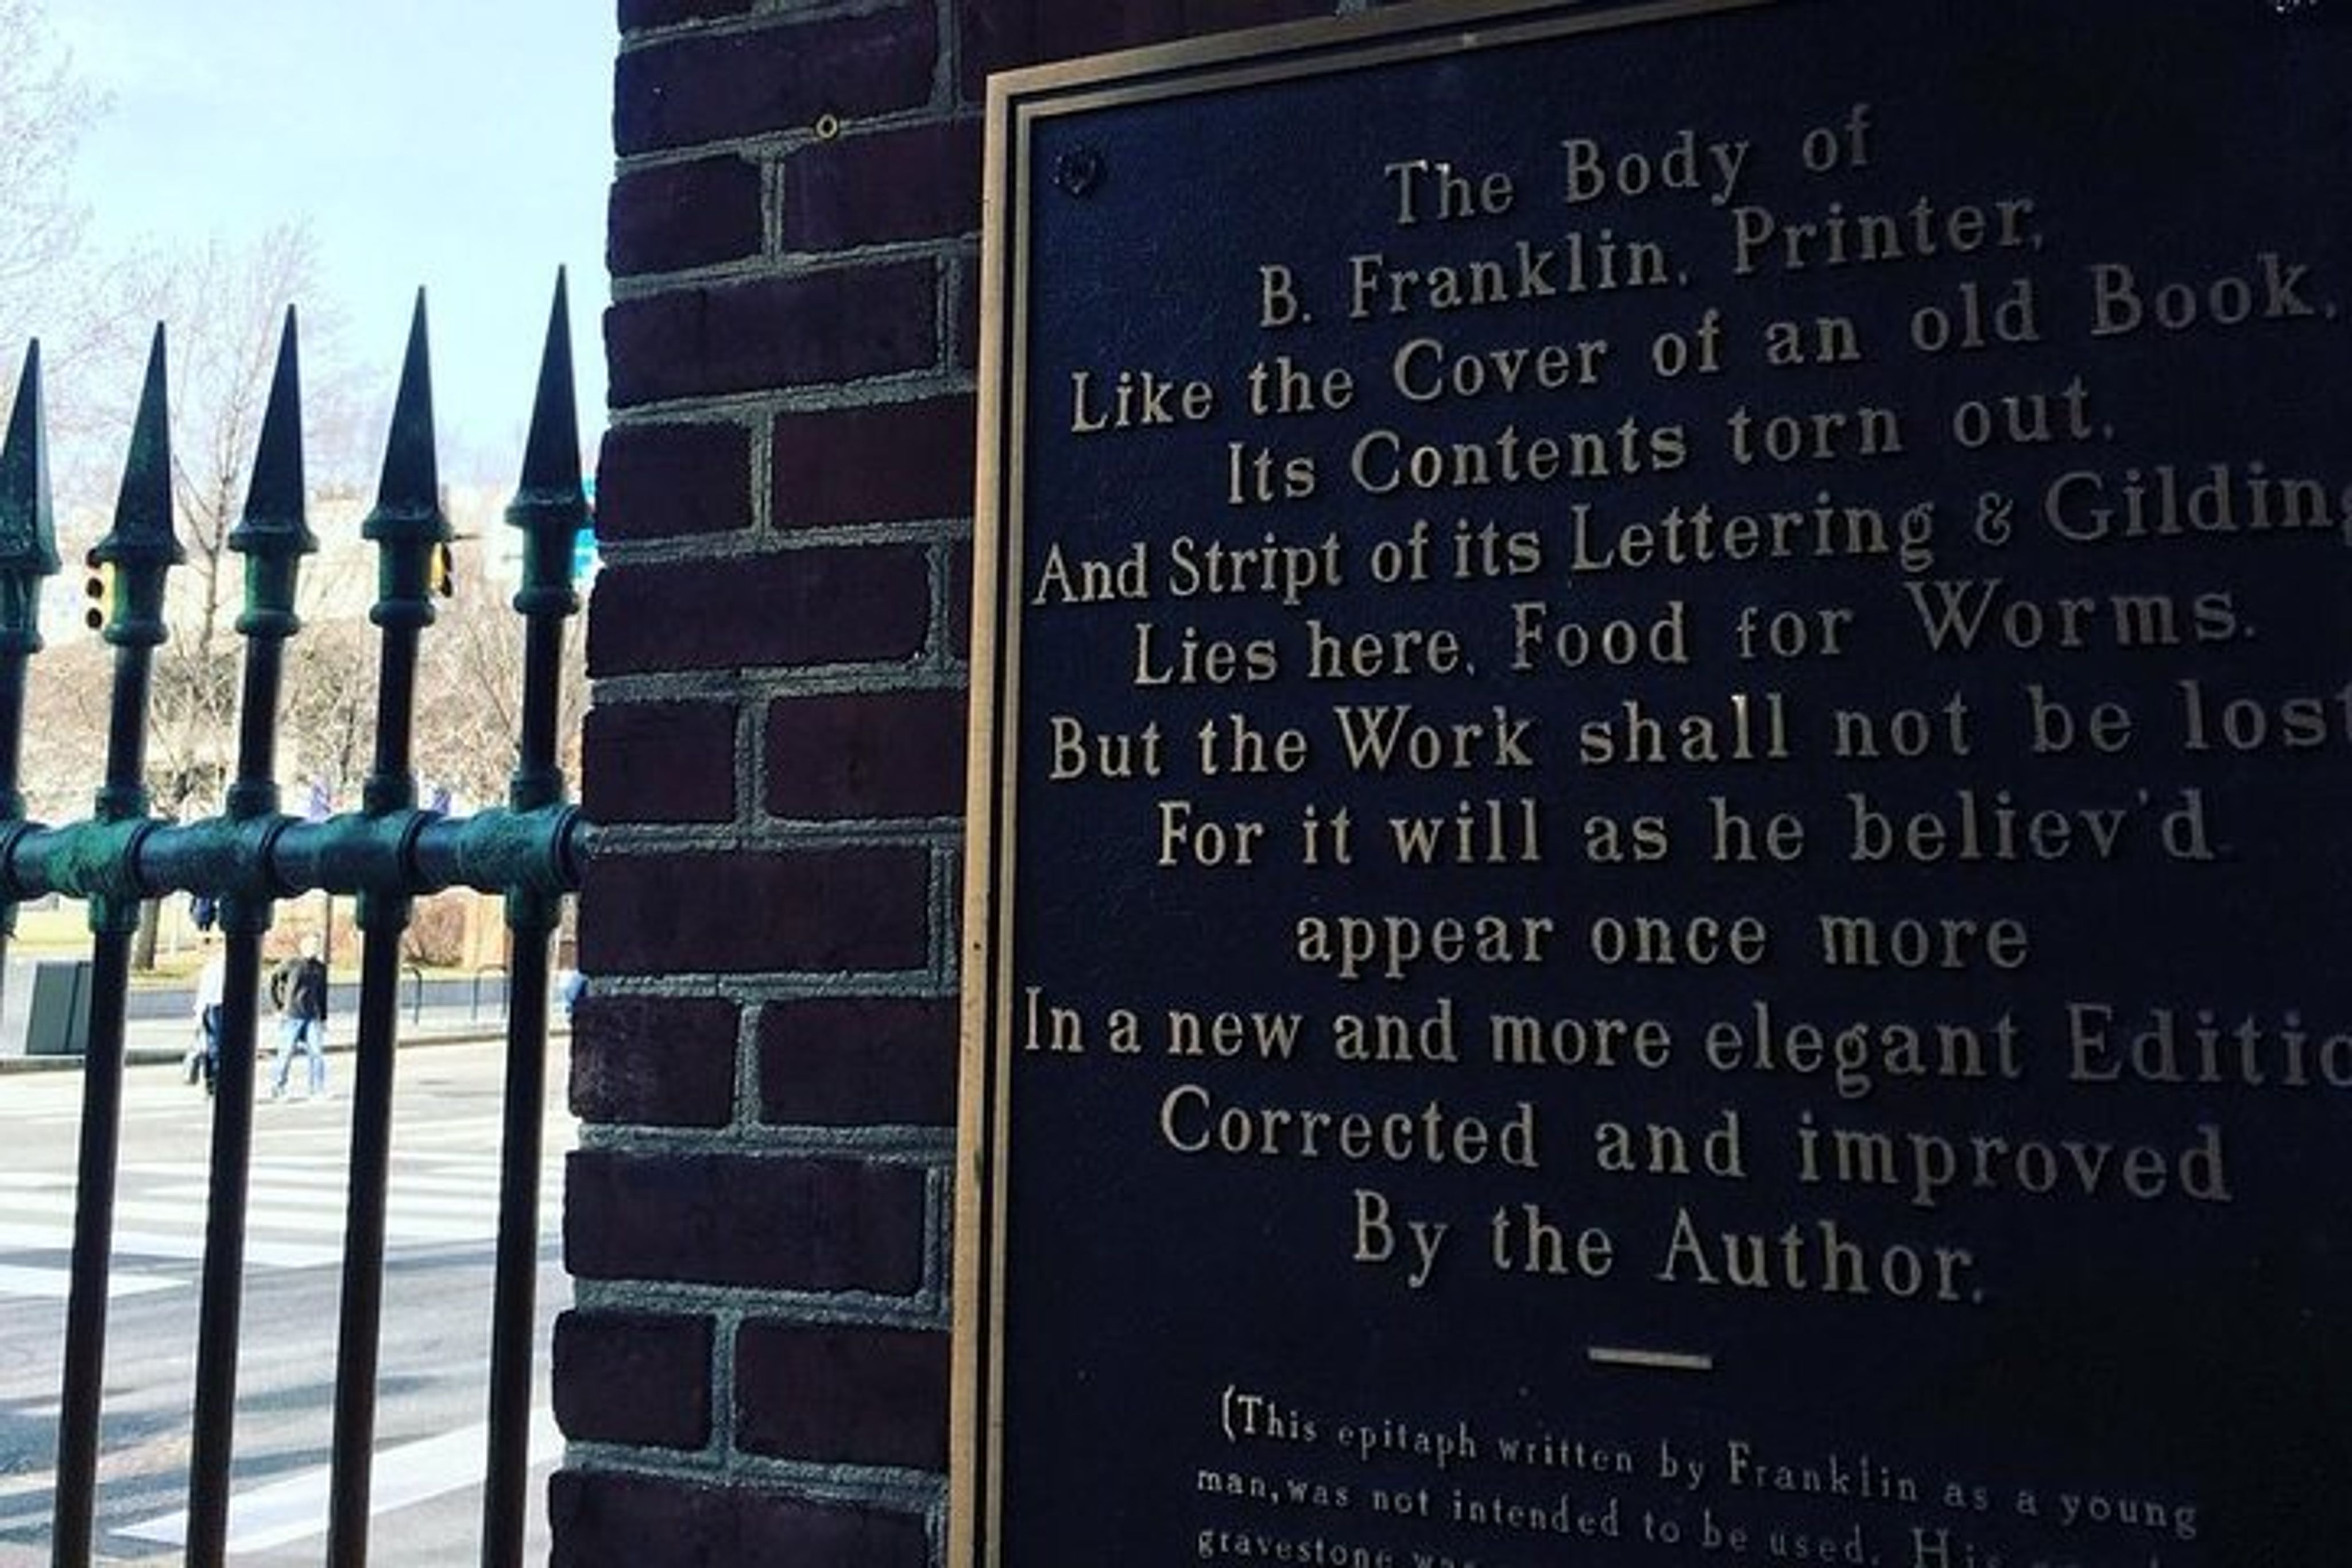 The Body of
B. Franklin, Printer,
Like the Cover of an old Book,
Its Contents torn out,
And Stript of its Lettering & Gilding
Lies here, Food for Worms.
But the Work shall not be lost
For it will as he believ'd
appear once more
In a new and more elegant Editio
Corrected and improved
By the Author.
(This epitaph written by Franklin as a young
man, was not intended to be used. His
gravestone